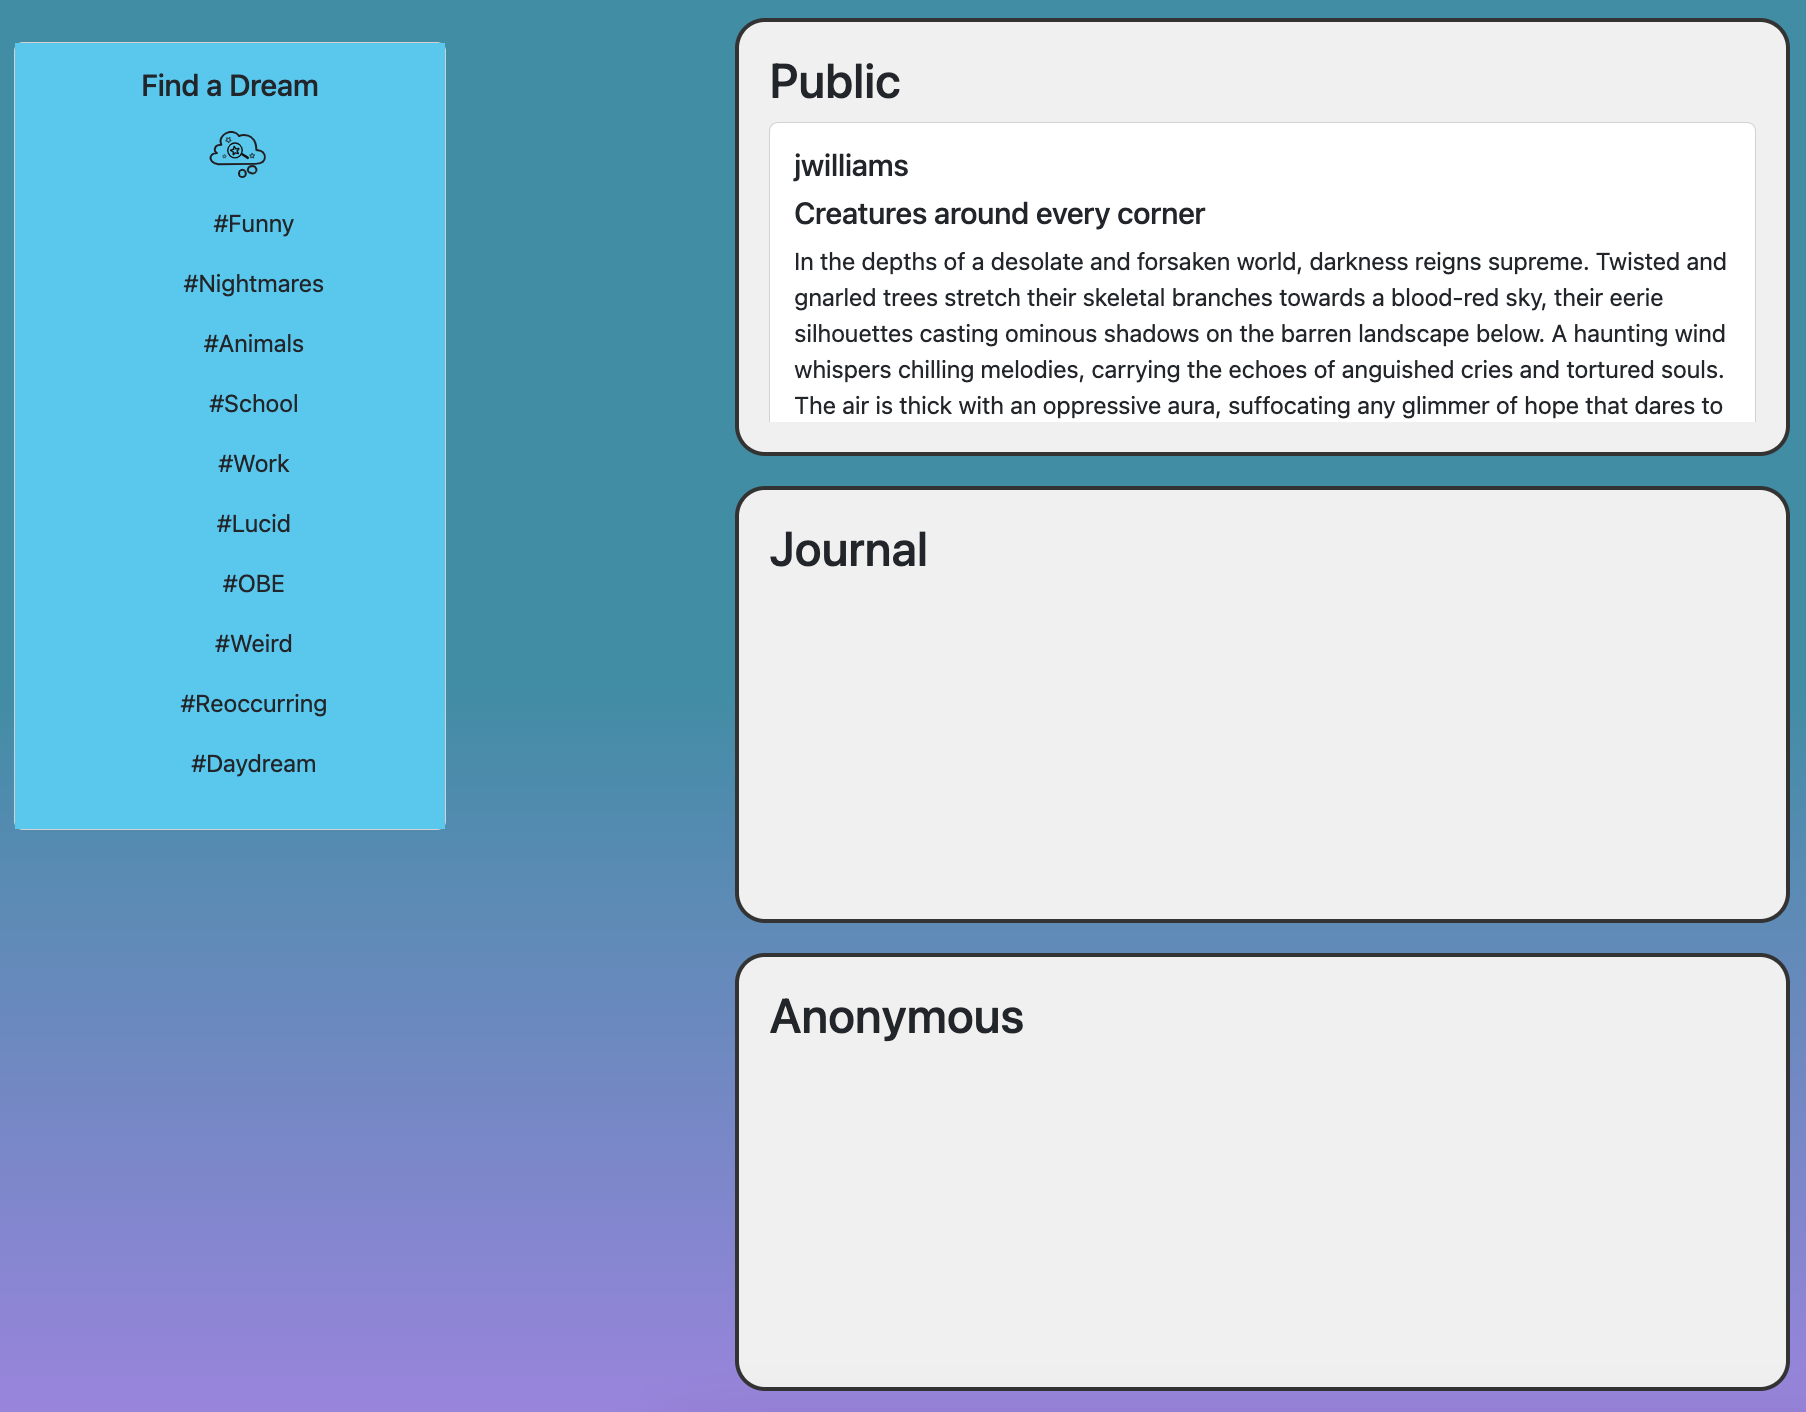 Find a Dream
#Funny
#Nightmares
#Animals
#School
#Work
#Lucid
#OBE
#Weird
#Reoccurring
#Daydream
Public
jwilliams
Creatures around every corner
In the depths of a desolate and forsaken world, darkness reigns supreme. Twisted and
gnarled trees stretch their skeletal branches towards a blood-red sky, their eerie
silhouettes casting ominous shadows on the barren landscape below. A haunting wind
whispers chilling melodies, carrying the echoes of anguished cries and tortured souls.
The air is thick with an oppressive aura, suffocating any glimmer of hope that dares to
Journal
Anonymous